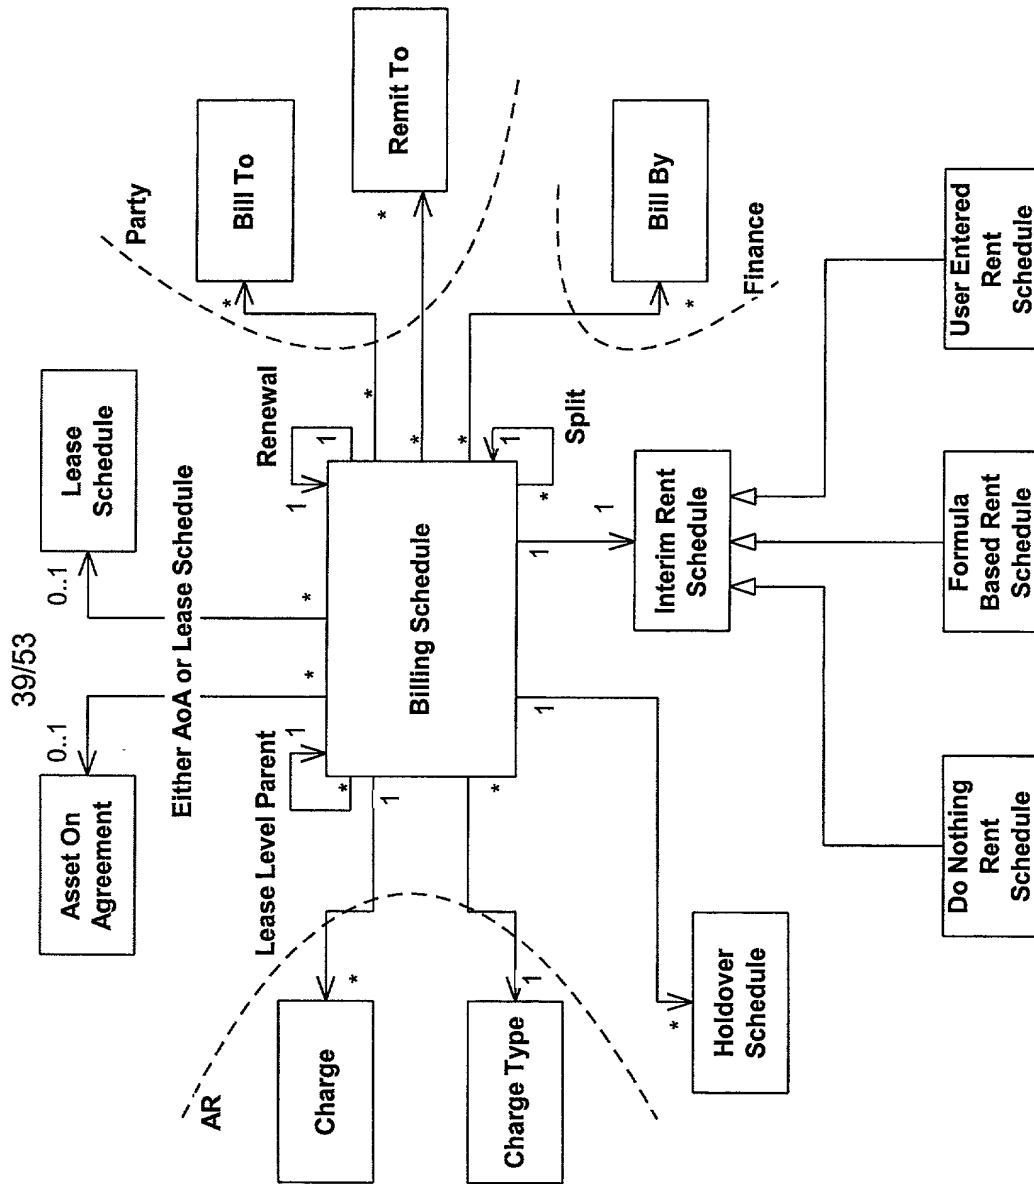 39/53
Asset On
Agreement
0..1
Lease
Schedule
0..1
Either AoA or Lease Schedule
*
*
Party
Bill To
*
*
Remit To
*
*
Renewal
1
1
Lease Level Parent
1
*
Billing Schedule
AR
Charge
*
1
Charge Type
1
*
Bill By
*
*
Finance
Split
1
*
Holdover
Schedule
*
1
Interim Rent
Schedule
1
1
Do Nothing
Rent
Schedule
Formula
Based Rent
Schedule
User Entered
Rent
Schedule